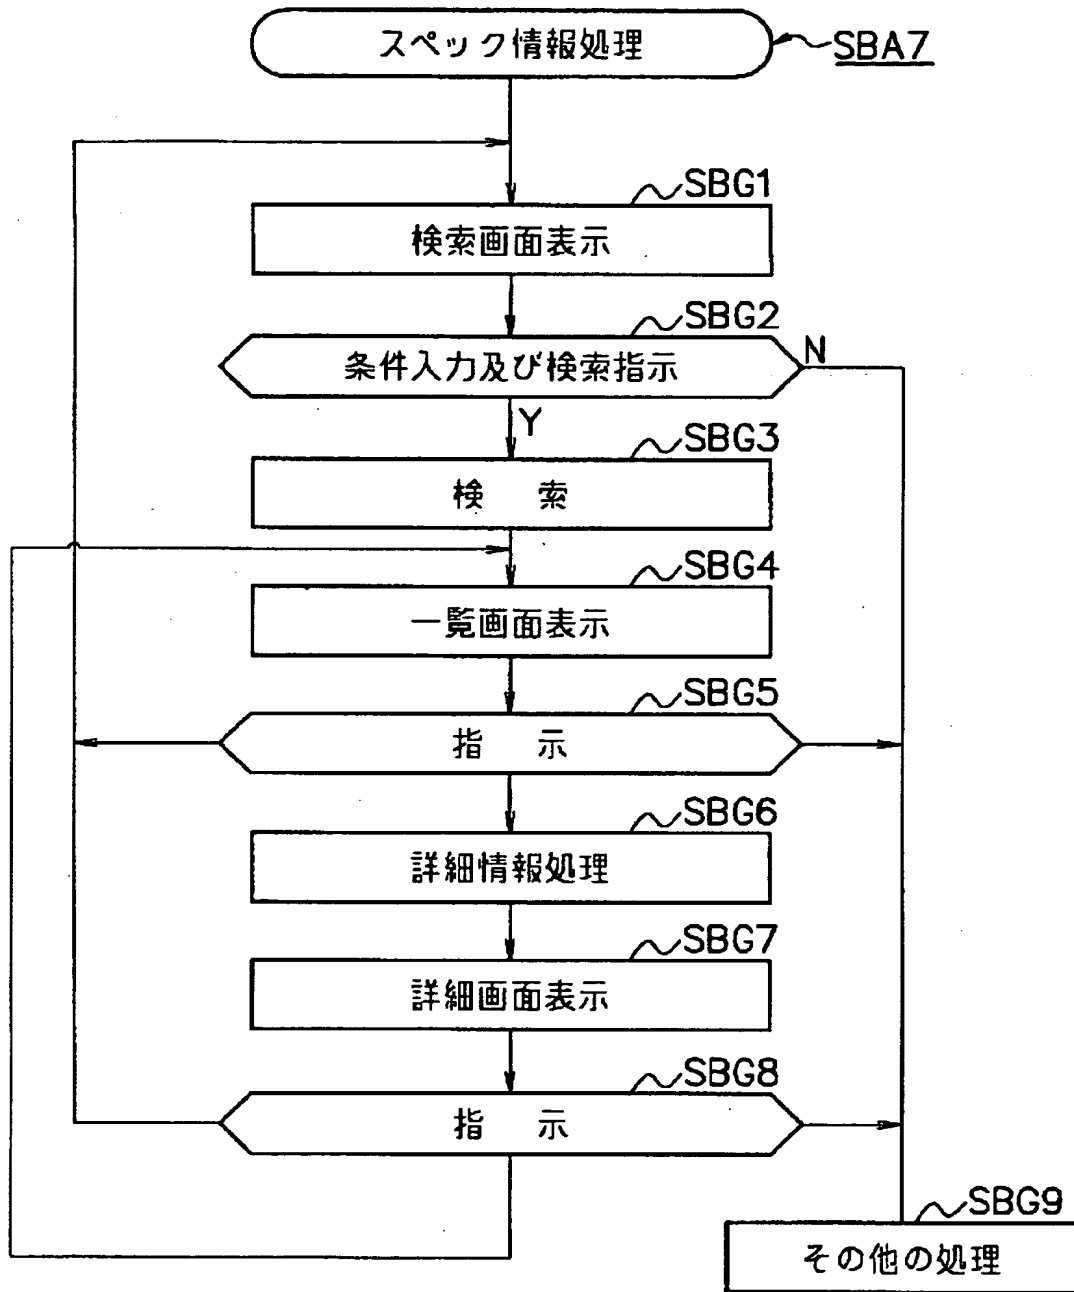 スペック情報処理
SBA7
SBG1
検索画面表示
SBG2
条件入力及び検索指示
N
Y
SBG3
検 索
SBG4
一覧画面表示
SBG5
指 示
SBG6
詳細情報処理
SBG7
詳細画面表示
SBG8
指 示
SBG9
その他の処理